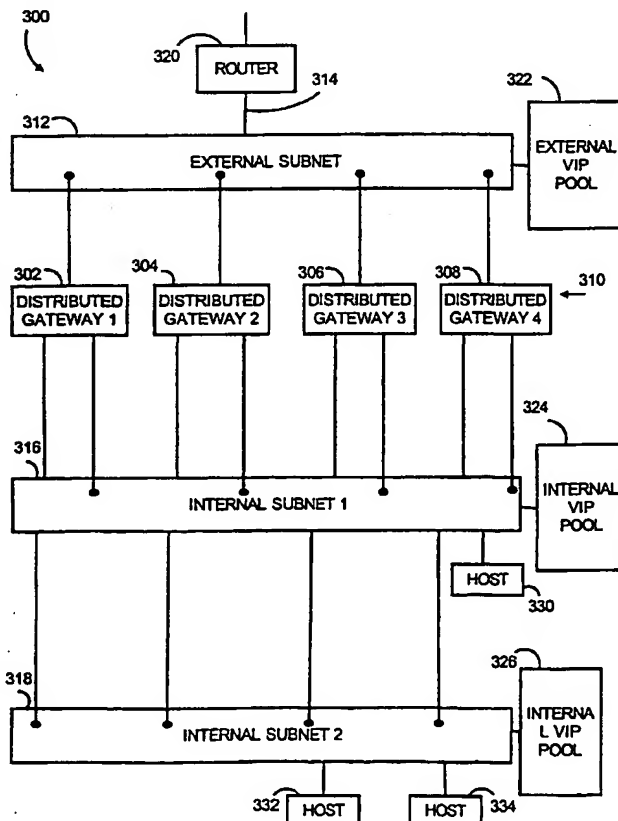 300
320
ROUTER
314
322
312
EXTERNAL SUBNET
EXTERNAL
VIP
POOL
302
304
306
308
310
DISTRIBUTED
GATEWAY 1
DISTRIBUTED
GATEWAY 2
DISTRIBUTED
GATEWAY 3
DISTRIBUTED
GATEWAY 4
324
316
INTERNAL SUBNET 1
INTERNAL
VIP
POOL
HOST
330
326
318
INTERNAL SUBNET 2
INTERNA
L VIP
POOL
332
HOST
HOST
334